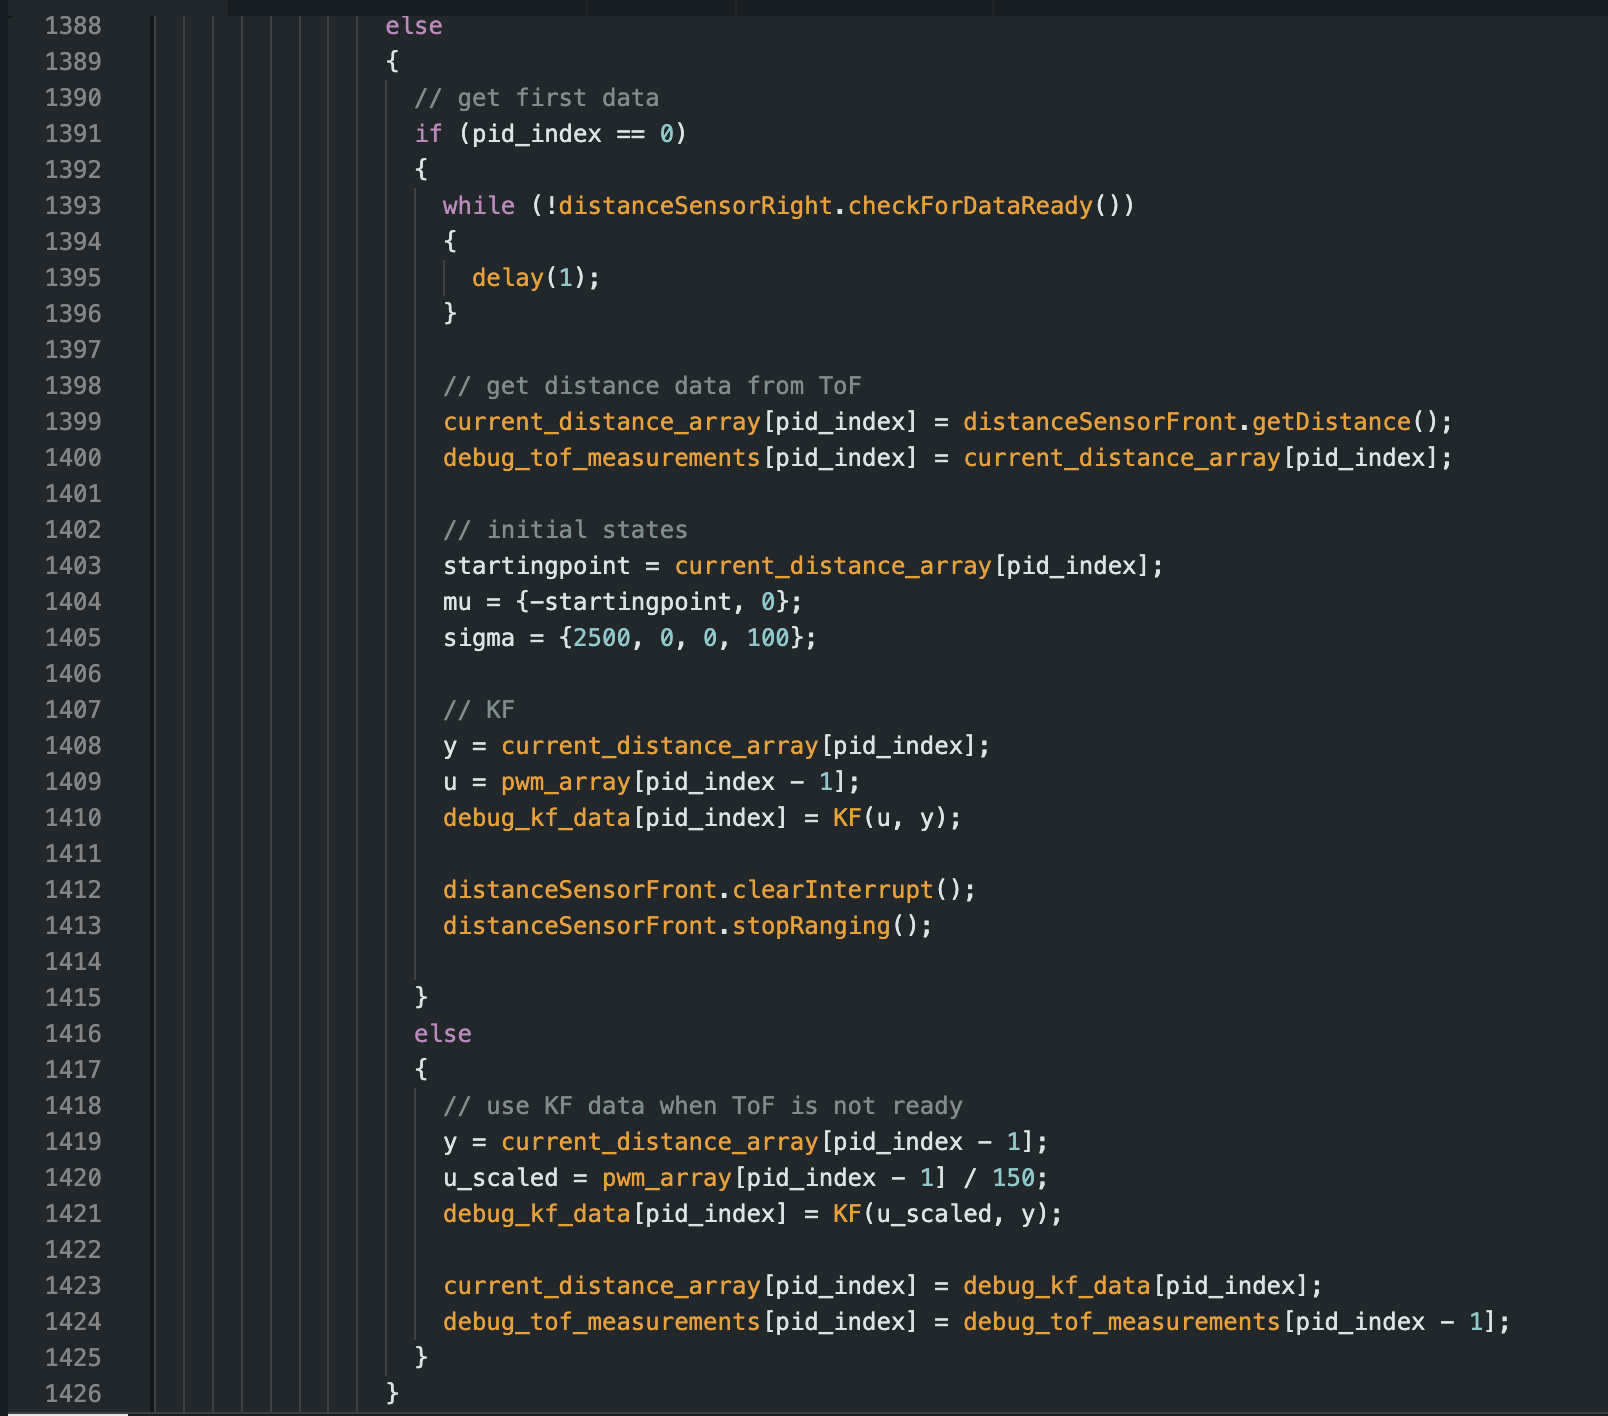 1388 else
1389 {
1390 // get first data
1391 if (pid_index == 0)
1392 {
1393 while (!distanceSensorRight.checkForDataReady())
1394 {
1395 delay(1);
1396 }
1397
1398 // get distance data from ToF
1399 current_distance_array[pid_index] = distanceSensorFront.getDistance();
1400 debug_tof_measurements[pid_index] = current_distance_array[pid_index];
1401
1402 // initial states
1403 startingpoint = current_distance_array[pid_index];
1404 mu = {-startingpoint, 0};
1405 sigma = {2500, 0, 0, 100};
1406
1407 // KF
1408 y = current_distance_array[pid_index];
1409 u = pwm_array[pid_index - 1];
1410 debug_kf_data[pid_index] = KF(u, y);
1411
1412 distanceSensorFront.clearInterrupt();
1413 distanceSensorFront.stopRanging();
1414
1415 }
1416 else
1417 {
1418 // use KF data when ToF is not ready
1419 y = current_distance_array[pid_index - 1];
1420 u_scaled = pwm_array[pid_index - 1] / 150;
1421 debug_kf_data[pid_index] = KF(u_scaled, y);
1422
1423 current_distance_array[pid_index] = debug_kf_data[pid_index];
1424 debug_tof_measurements[pid_index] = debug_tof_measurements[pid_index - 1];
1425 }
1426 }